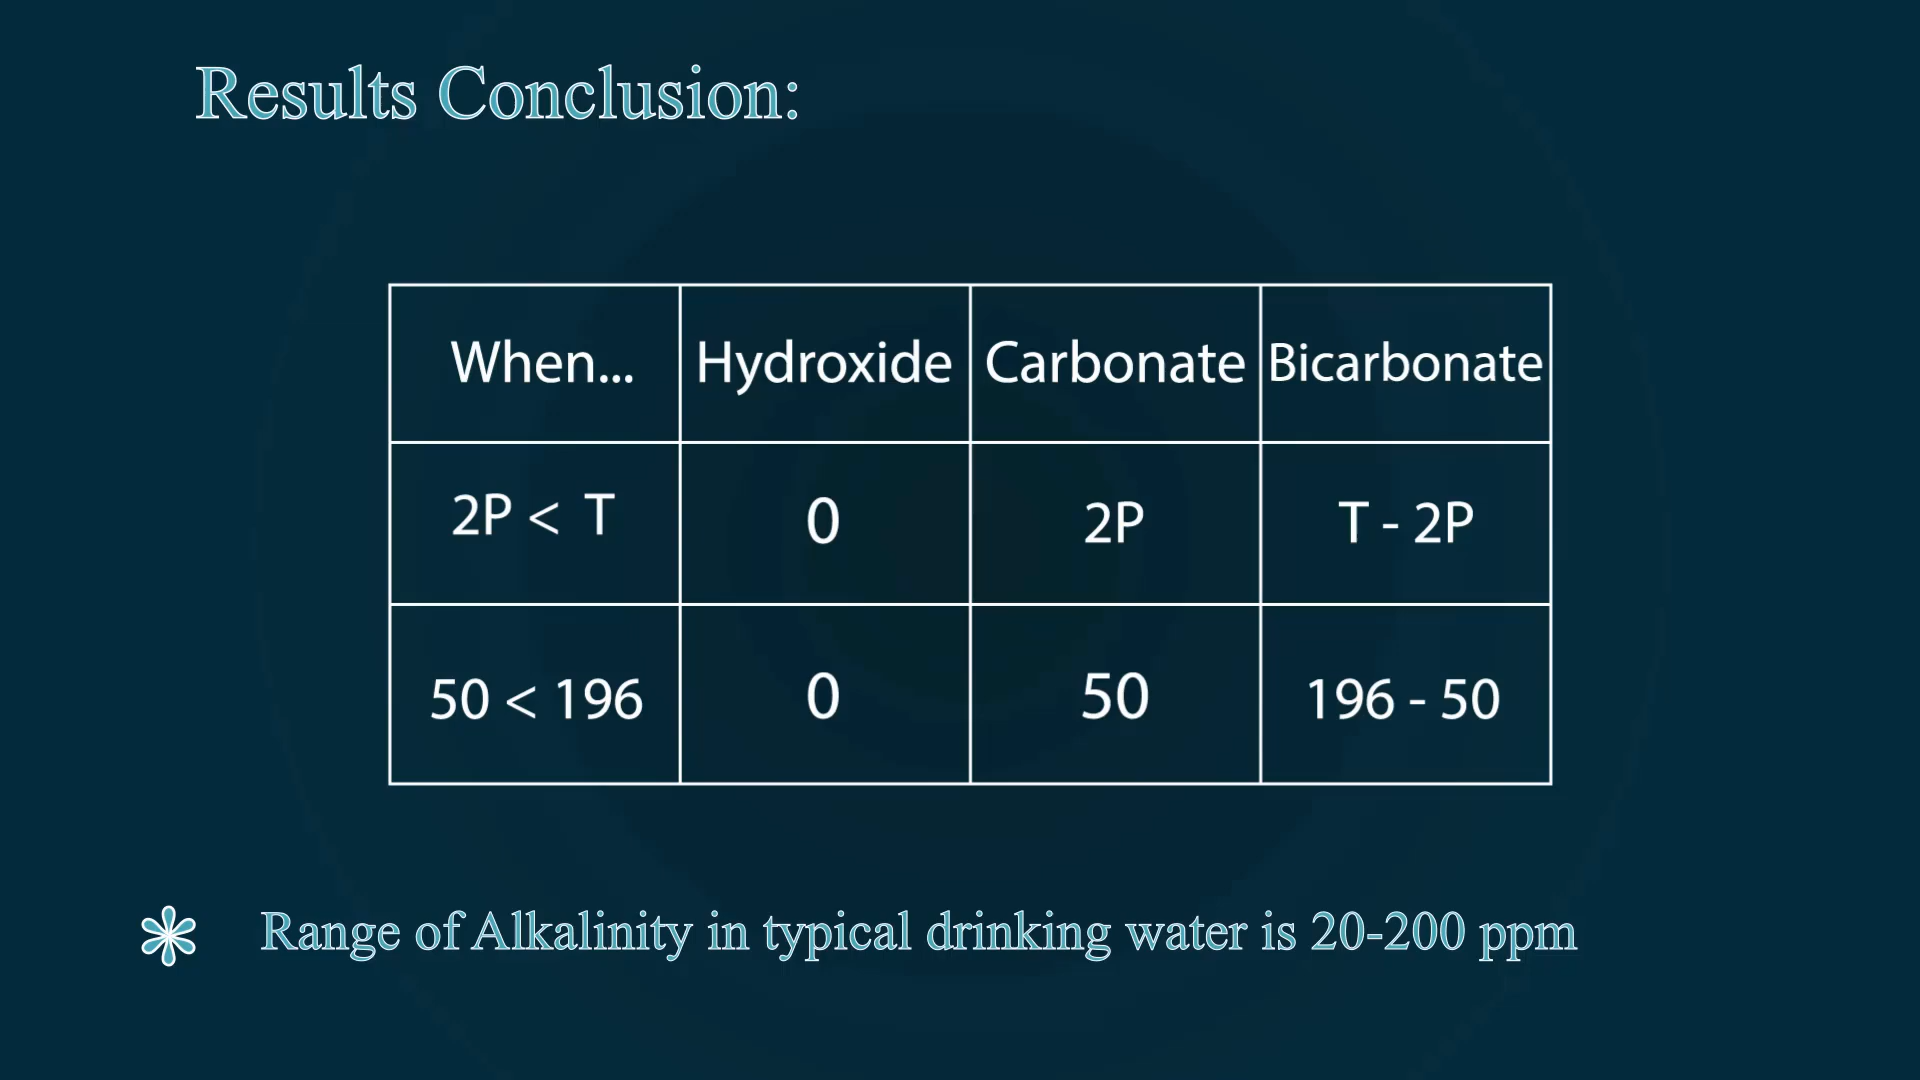 Results Conclusion:
When... Hydroxide Carbonate Bicarbonate
2P < T 0 2P T - 2P
50 < 196 0 50 196 - 50
Range of Alkalinity in typical drinking water is 20-200 ppm